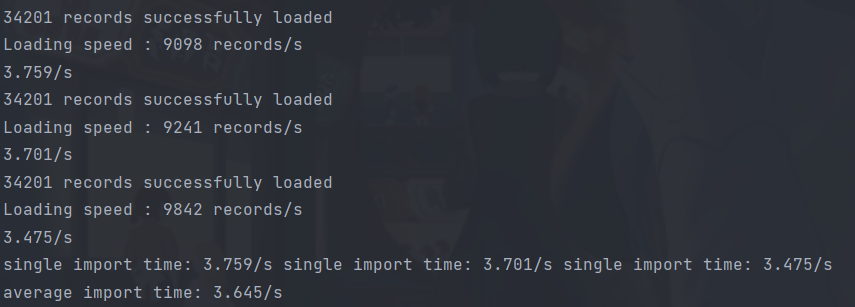 34201 records successfully loaded
Loading speed : 9098 records/s
3.759/s
34201 records successfully loaded
Loading speed : 9241 records/s
3.701/s
34201 records successfully loaded
Loading speed : 9842 records/s
3.475/s
single import time: 3.759/s single import time: 3.701/s single import time: 3.475/s
average import time: 3.645/s